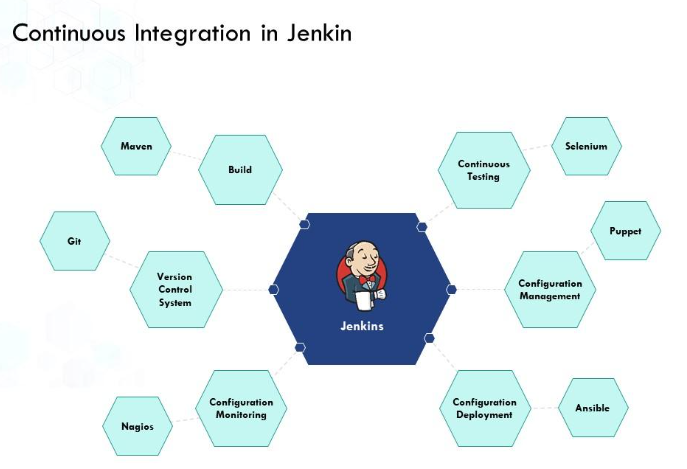 Continuous Integration in Jenkin
Maven
Build
Git
Version
Control
System
Configuration
Monitoring
Nagios
Jenkins
Continuous
Testing
Selenium
Puppet
Configuration
Management
Configuration
Deployment
Ansible